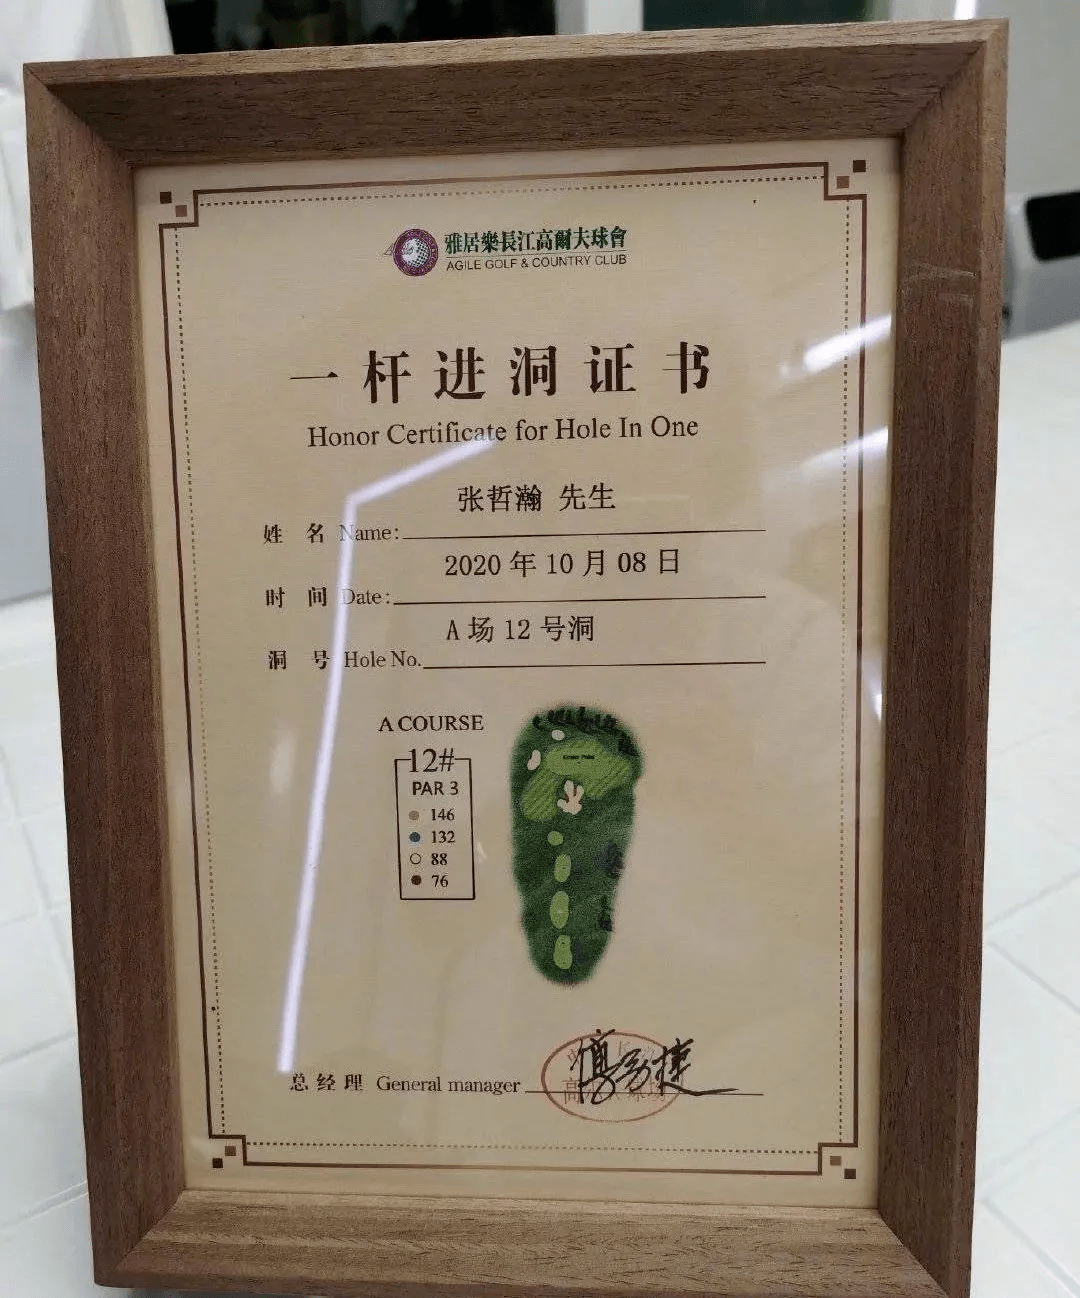 雅居樂長江高爾夫球會
AGILE GOLF & COUNTRY CLUB
一杆进洞证书
Honor Certificate for Hole In One
张哲瀚 先生
姓 名 Name:
2020 年 10 月 08 日
时 间 Date:
A 场 12 号洞
洞 号 Hole No.
A COURSE
12#
PAR 3
146
132
88
76
总经理 General manager